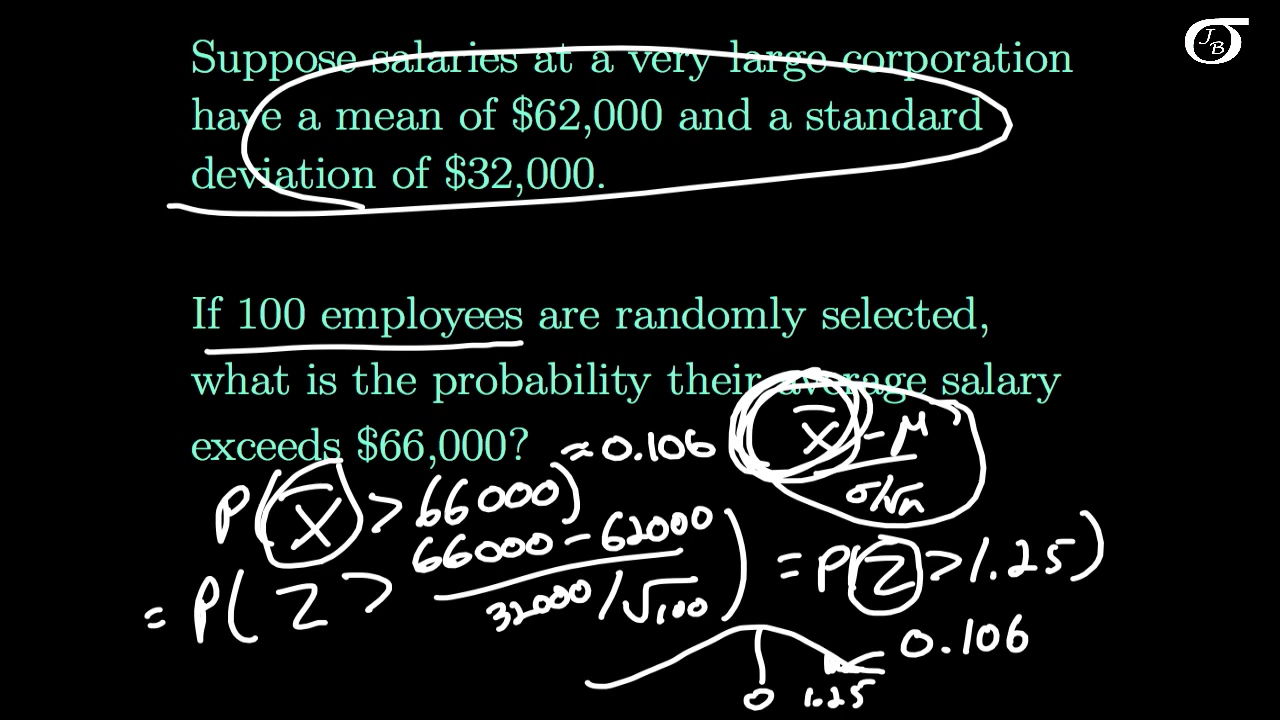 JB
Suppose salaries at a very large corporation
have a mean of $62,000 and a standard
deviation of $32,000.
If 100 employees are randomly selected,
what is the probability their average salary
exceeds $66,000?
≈ 0.106
X̄ - μ
σ/√n
P(X̄ > 66000)
= P(Z > 66000 - 62000 / 32000/√100) = P(Z > 1.25)
= 0.106
0 1.25